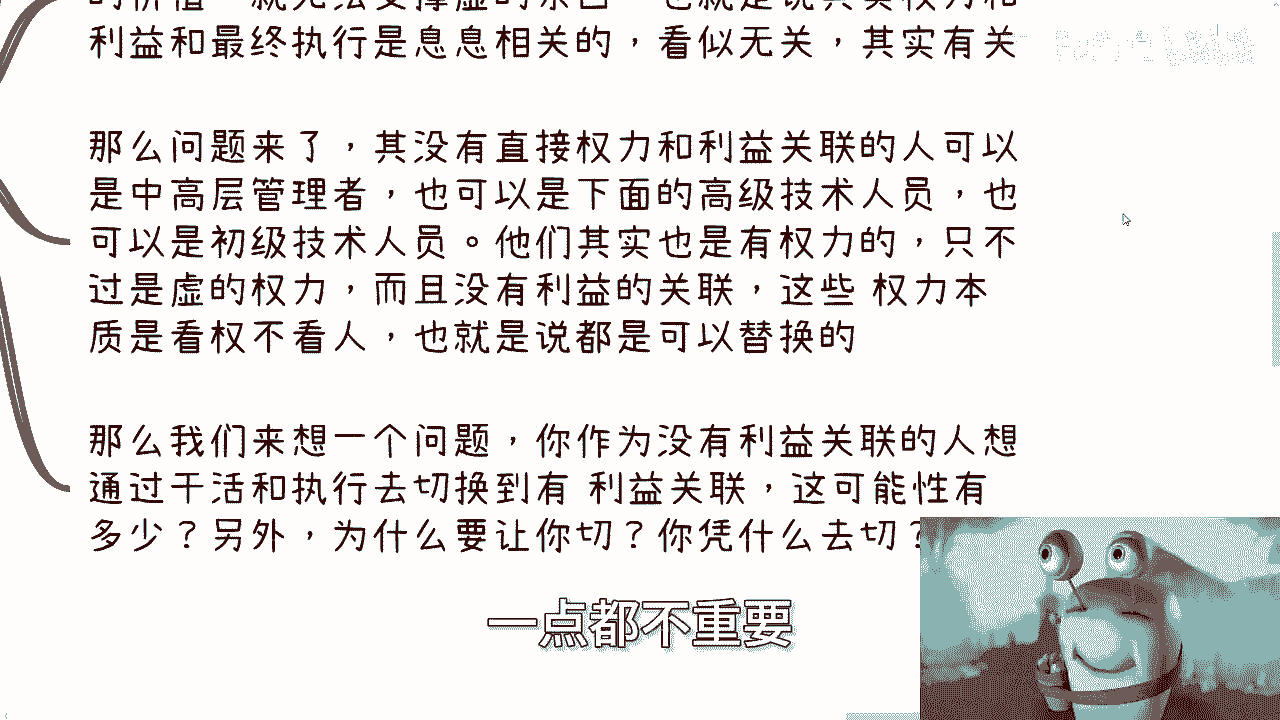 利益和最终执行是息息相关的，看似无关，其实有关
那么问题来了，其没有直接权力和利益关联的人可以
是中高层管理者，也可以是下面的高级技术人员，也
可以是初级技术人员。他们其实也是有权力的，只不
过是虚的权力，而且没有利益的关联，这些 权力本
质是看权不看人，也就是说都是可以替换的
那么我们来想一个问题，你作为没有利益关联的人想
通过干活和执行去切换到有 利益关联，这可能性有
多少？另外，为什么要让你切？你凭什么去切？
一点都不重要